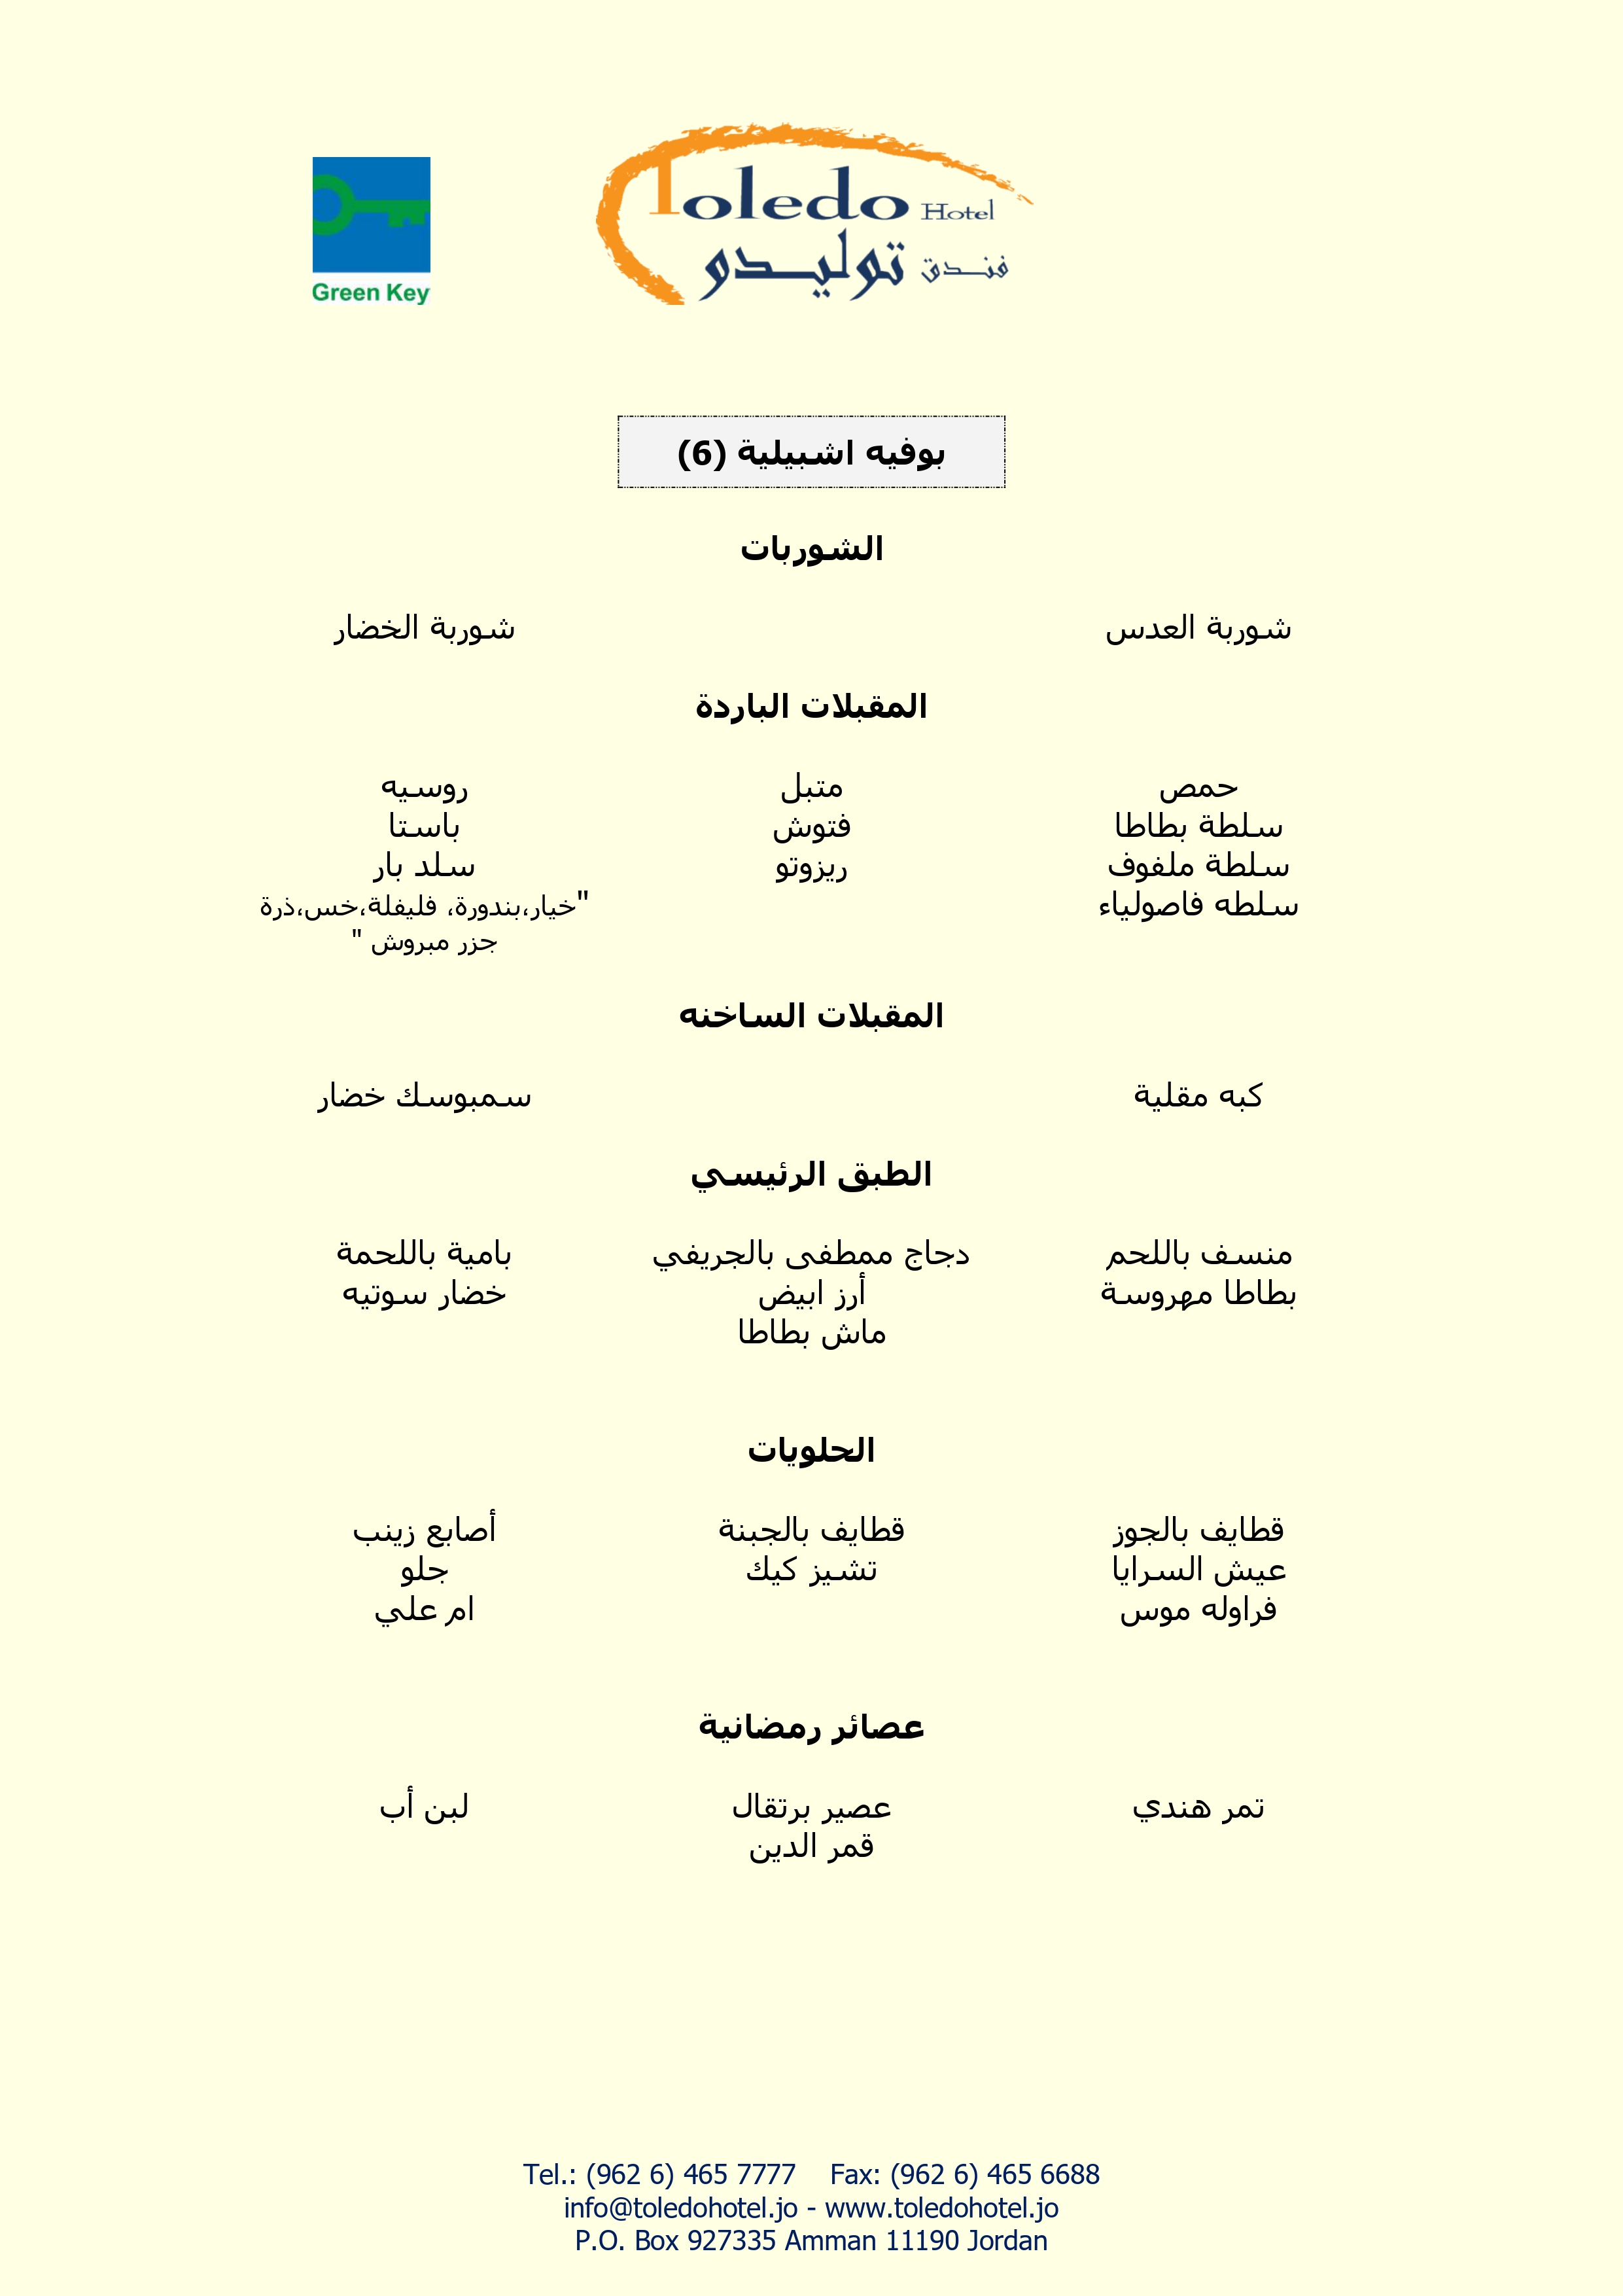 Green Key
Toledo Hotel
فندق توليدو
بوفيه اشبيلية (6)
الشوربات
شوربة العدس شوربة الخضار
المقبلات الباردة
حمص متبل روسيه
سلطة بطاطا فتوش باستا
سلطة ملفوف ريزوتو سلد بار
سلطه فاصولياء "خيار،بندورة، فليفلة،خس،ذرة
جزر مبروش "
المقبلات الساخنه
كبه مقلية سمبوسك خضار
الطبق الرئيسي
منسف باللحم دجاج ممطفى بالجريفي بامية باللحمة
بطاطا مهروسة أرز ابيض خضار سوتيه
ماش بطاطا
الحلويات
قطايف بالجوز قطايف بالجبنة أصابع زينب
عيش السرايا تشيز كيك جلو
فراوله موس ام علي
عصائر رمضانية
تمر هندي عصير برتقال لبن أب
قمر الدين
Tel.: (962 6) 465 7777 Fax: (962 6) 465 6688
info@toledohotel.jo - www.toledohotel.jo
P.O. Box 927335 Amman 11190 Jordan